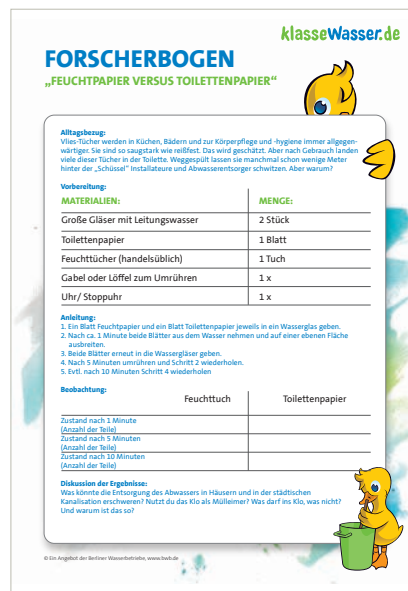 klasseWasser.de
FORSCHERBOGEN
„FEUCHTPAPIER VERSUS TOILETTENPAPIER“
Alltagsbezug:
Vlies-Tücher werden in Küchen, Bädern und zur Körperpflege und -hygiene immer allgegen-
wärtiger. Sie sind so saugstark wie reißfest. Das wird geschätzt. Aber nach Gebrauch landen
viele dieser Tücher in der Toilette. Weggespült lassen sie manchmal schon wenige Meter
hinter der „Schüssel“ Installateure und Abwasserentsorger schwitzen. Aber warum?
Vorbereitung:
MATERIALIEN: MENGE:
Große Gläser mit Leitungswasser 2 Stück
Toilettenpapier 1 Blatt
Feuchttücher (handelsüblich) 1 Tuch
Gabel oder Löffel zum Umrühren 1 x
Uhr/ Stoppuhr 1 x
Anleitung:
1. Ein Blatt Feuchtpapier und ein Blatt Toilettenpapier jeweils in ein Wasserglas geben.
2. Nach ca. 1 Minute beide Blätter aus dem Wasser nehmen und auf einer ebenen Fläche
ausbreiten.
3. Beide Blätter erneut in die Wassergläser geben.
4. Nach 5 Minuten umrühren und Schritt 2 wiederholen.
5. Evtl. nach 10 Minuten Schritt 4 wiederholen
Beobachtung:
Feuchttuch Toilettenpapier
Zustand nach 1 Minute
(Anzahl der Teile)
Zustand nach 5 Minuten
(Anzahl der Teile)
Zustand nach 10 Minuten
(Anzahl der Teile)
Diskussion der Ergebnisse:
Was könnte die Entsorgung des Abwassers in Häusern und in der städtischen
Kanalisation erschweren? Nutzt du das Klo als Mülleimer? Was darf ins Klo, was nicht?
Und warum ist das so?
© Ein Angebot der Berliner Wasserbetriebe, www.bwb.de